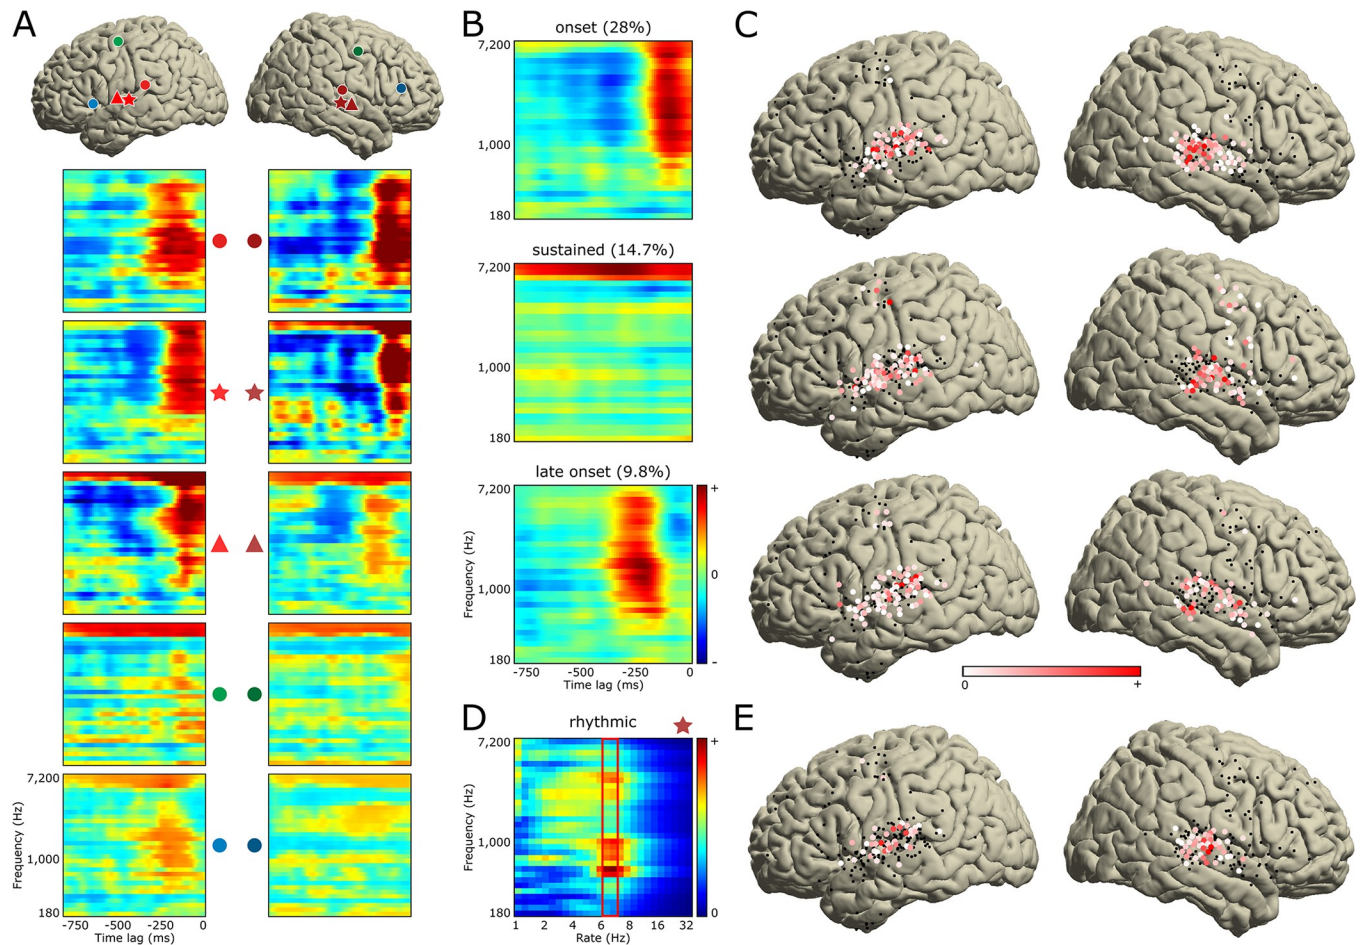 A
B
C
onset (28%)
7,200
1,000
180
sustained (14.7%)
7,200
1,000
180
late onset (9.8%)
7,200
1,000
180
Frequency (Hz)
-750
-500
-250
0
Time lag (ms)
+
0
-
0
+
7,200
1,000
180
Frequency (Hz)
-750
-500
-250
0
Time lag (ms)
D
rhythmic
7,200
1,000
180
Frequency (Hz)
1
2
4
6
8
16
32
Rate (Hz)
+
0
E